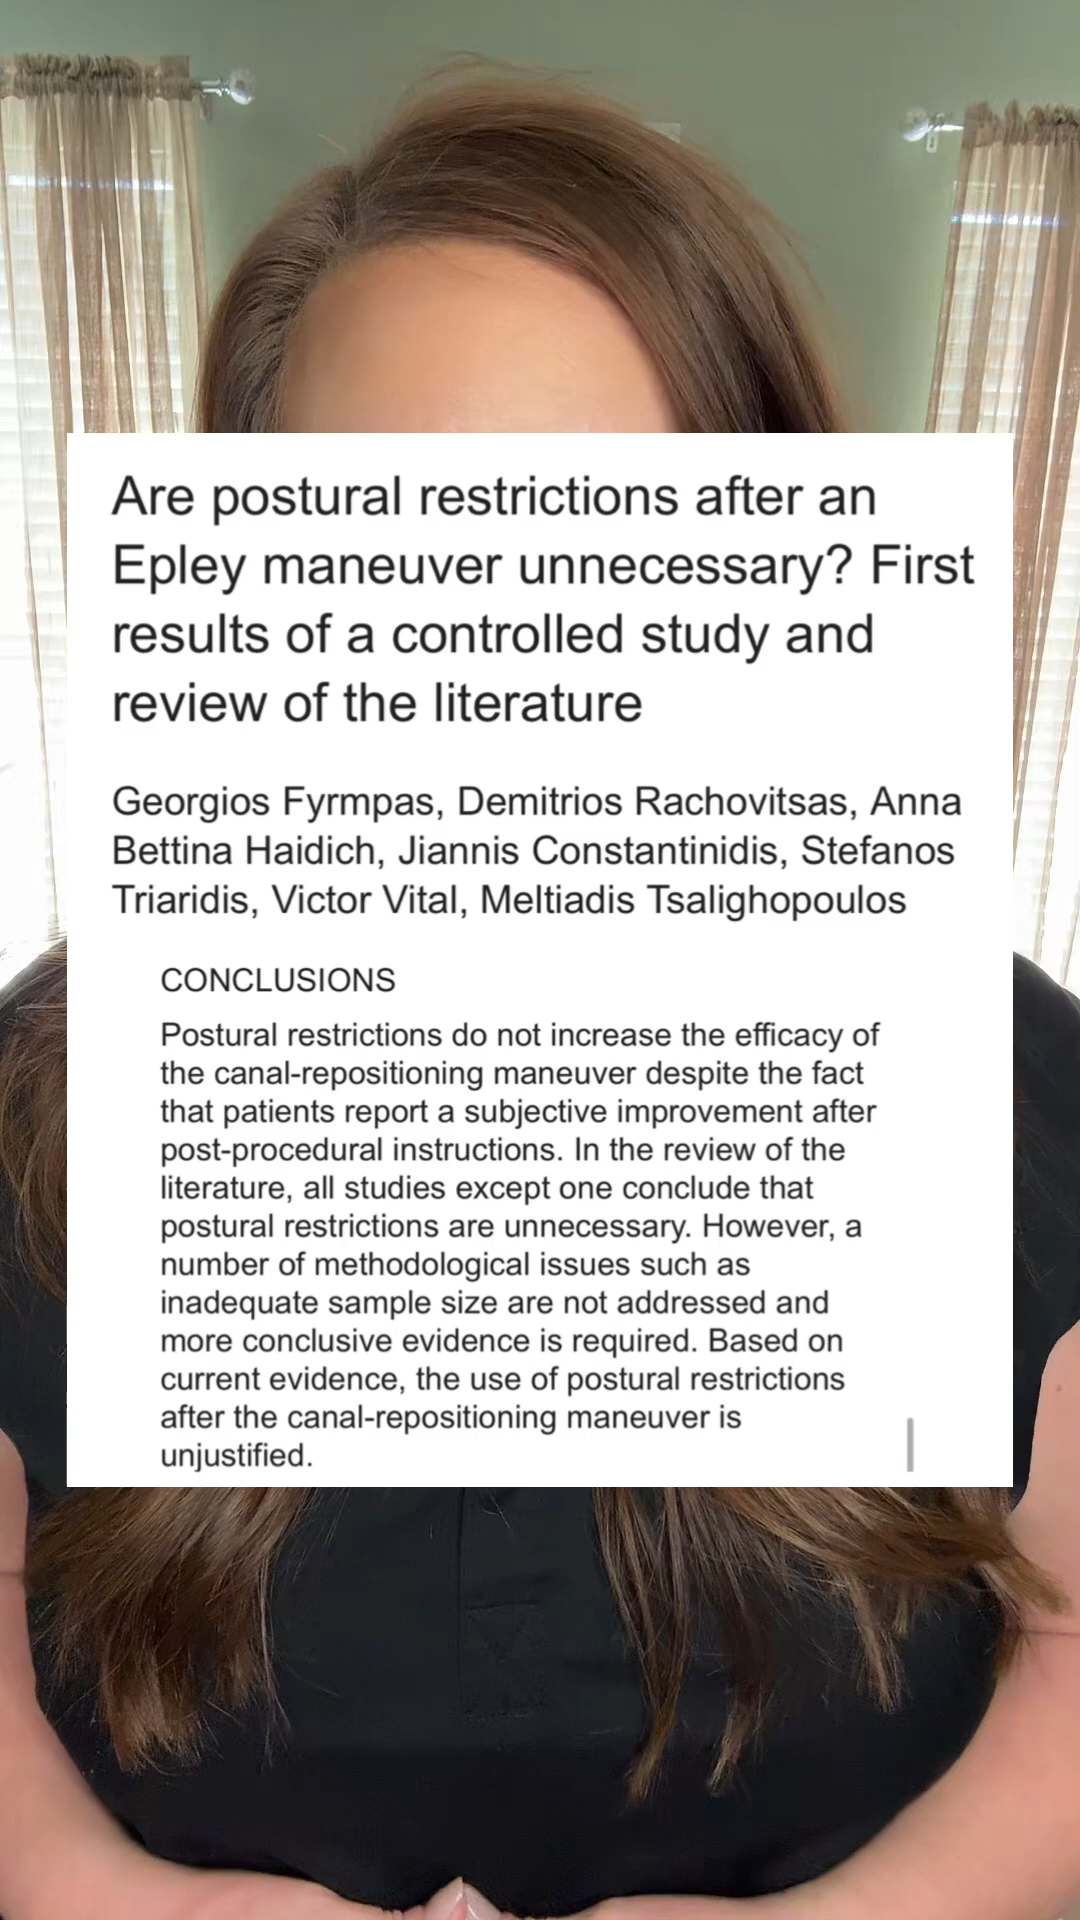 Are postural restrictions after an
Epley maneuver unnecessary? First
results of a controlled study and
review of the literature
Georgios Fyrmpas, Demitrios Rachovitsas, Anna
Bettina Haidich, Jiannis Constantinidis, Stefanos
Triaridis, Victor Vital, Meltiadis Tsalighopoulos
CONCLUSIONS
Postural restrictions do not increase the efficacy of
the canal-repositioning maneuver despite the fact
that patients report a subjective improvement after
post-procedural instructions. In the review of the
literature, all studies except one conclude that
postural restrictions are unnecessary. However, a
number of methodological issues such as
inadequate sample size are not addressed and
more conclusive evidence is required. Based on
current evidence, the use of postural restrictions
after the canal-repositioning maneuver is
unjustified.